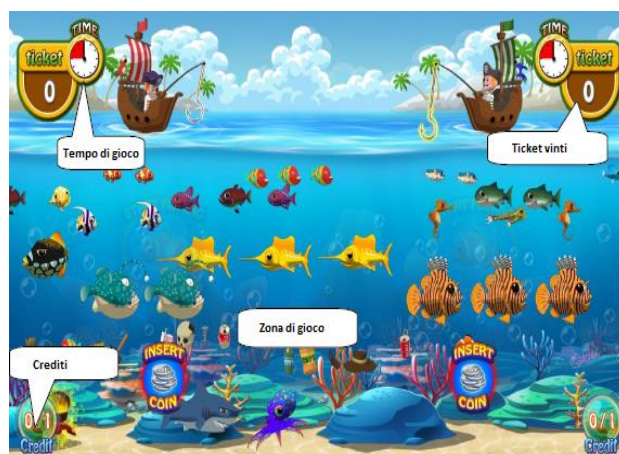 TIME
ticket
0
TIME
ticket
0
Tempo di gioco
Ticket vinti
Zona di gioco
Crediti
INSERT
COIN
INSERT
COIN
0/1
Credit
0/1
Credit